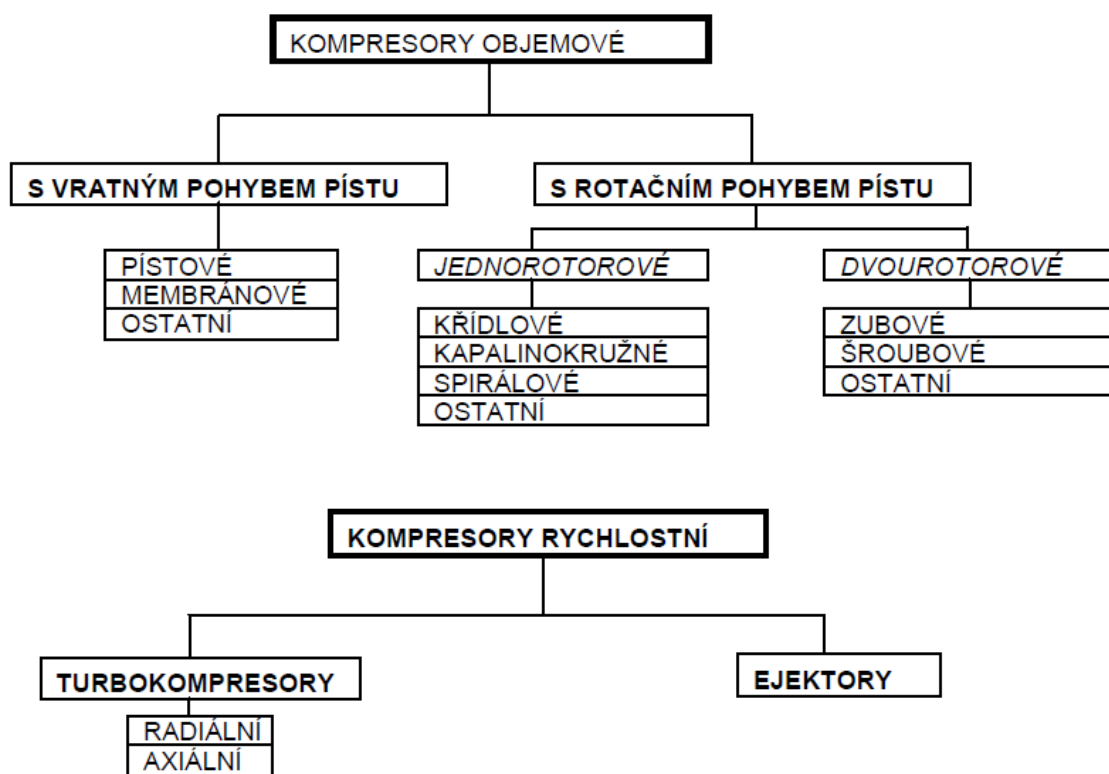 KOMPRESORY OBJEMOVÉ
S VRATNÝM POHYBEM PÍSTU
S ROTAČNÍM POHYBEM PÍSTU
PÍSTOVÉ
MEMBRÁNOVÉ
OSTATNÍ
JEDNOROTOROVÉ
KŘÍDLOVÉ
KAPALINOKRUŽNÉ
SPIRÁLOVÉ
OSTATNÍ
DVOUROTOROVÉ
ZUBOVÉ
ŠROUBOVÉ
OSTATNÍ
KOMPRESORY RYCHLOSTNÍ
TURBOKOMPRESORY
RADIÁLNÍ
AXIÁLNÍ
EJEKTORY